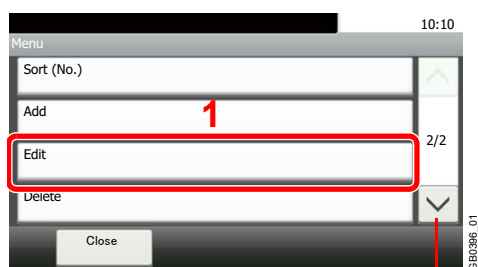 10:10
Menu
Sort (No.)
Add
1
2/2
Edit
Delete
Close
GB0396_01